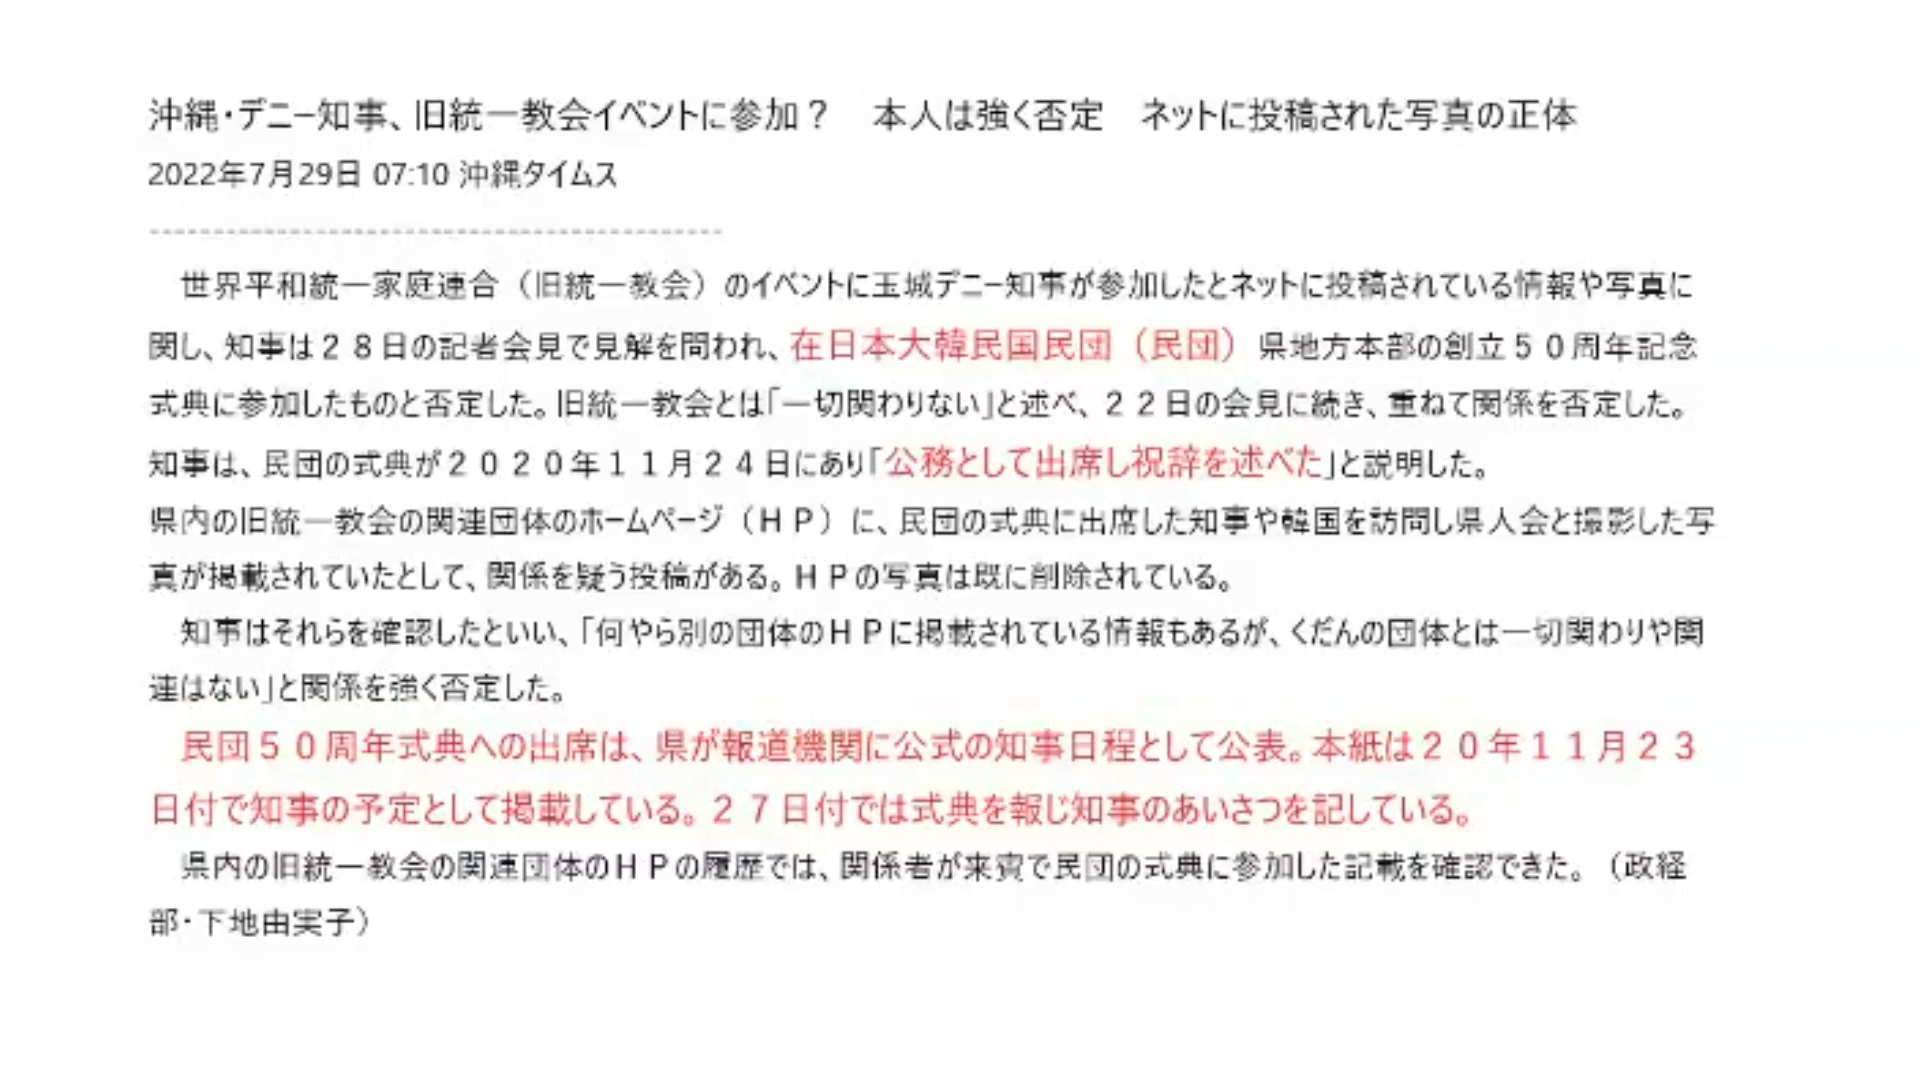 沖縄・デニー知事、旧統一教会イベントに参加？　本人は強く否定　ネットに投稿された写真の正体
2022年7月29日 07:10 沖縄タイムス
---------------------------------------------
　世界平和統一家庭連合（旧統一教会）のイベントに玉城デニー知事が参加したとネットに投稿されている情報や写真に
関し、知事は２８日の記者会見で見解を問われ、在日本大韓民国民団（民団）県地方本部の創立５０周年記念
式典に参加したものと否定した。旧統一教会とは「一切関わりない」と述べ、２２日の会見に続き、重ねて関係を否定した。
知事は、民団の式典が２０２０年１１月２４日にあり「公務として出席し祝辞を述べた」と説明した。
県内の旧統一教会の関連団体のホームページ（ＨＰ）に、民団の式典に出席した知事や韓国を訪問し県人会と撮影した写
真が掲載されていたとして、関係を疑う投稿がある。ＨＰの写真は既に削除されている。
　知事はそれらを確認したといい、「何やら別の団体のＨＰに掲載されている情報もあるが、くだんの団体とは一切関わりや関
連はない」と関係を強く否定した。
　民団５０周年式典への出席は、県が報道機関に公式の知事日程として公表。本紙は２０年１１月２３
日付で知事の予定として掲載している。２７日付では式典を報じ知事のあいさつを記している。
　県内の旧統一教会の関連団体のＨＰの履歴では、関係者が来賓で民団の式典に参加した記載を確認できた。（政経
部・下地由実子）